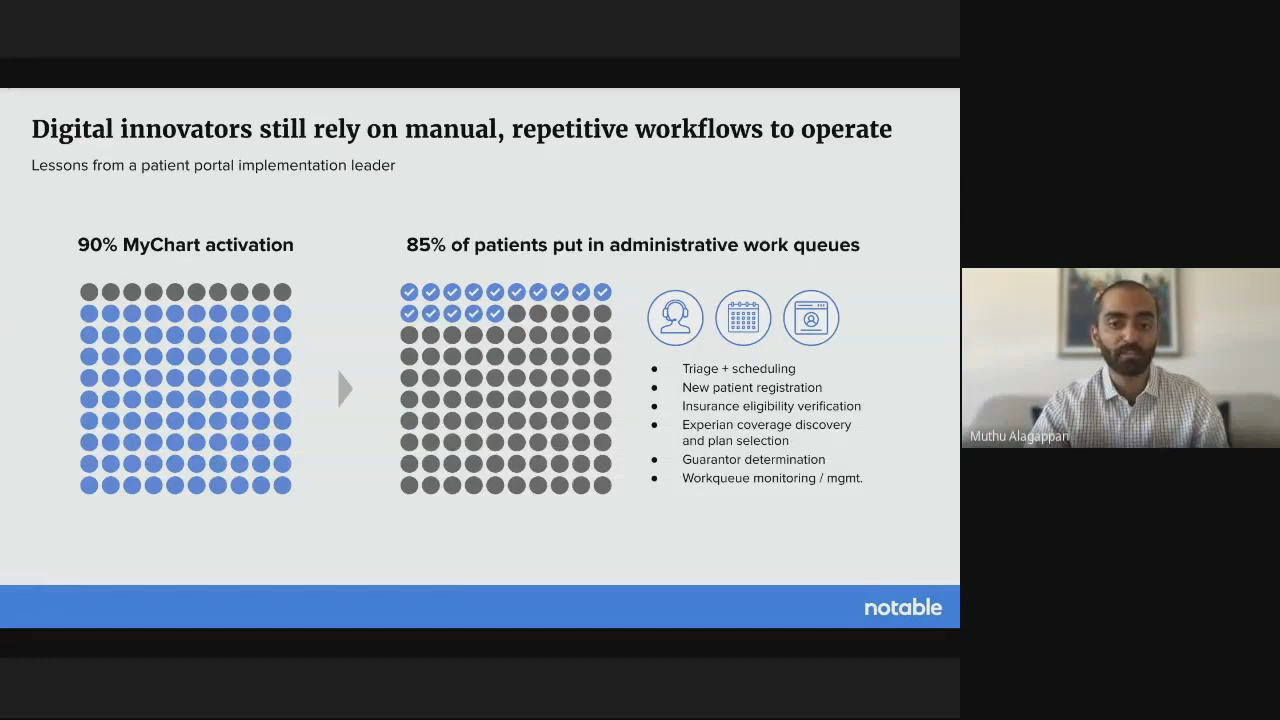 Digital innovators still rely on manual, repetitive workflows to operate
Lessons from a patient portal implementation leader
90% MyChart activation
85% of patients put in administrative work queues
● Triage + scheduling
● New patient registration
● Insurance eligibility verification
● Experian coverage discovery
and plan selection
● Guarantor determination
● Workqueue monitoring / mgmt.
Muthu Alagappan
notable